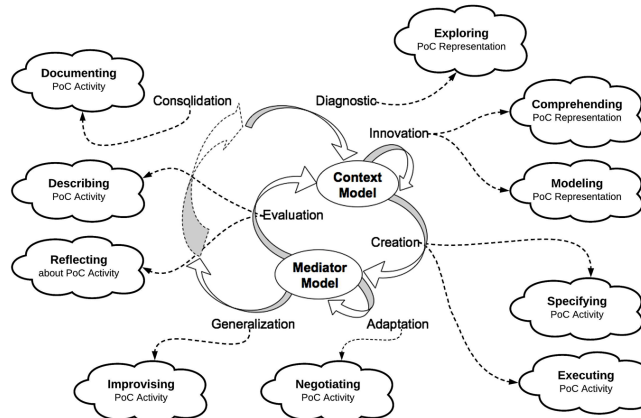 Exploring
PoC Representation
Documenting
PoC Activity
Consolidation
Diagnostic
Comprehending
PoC Representation
Innovation
Describing
PoC Activity
Context
Model
Modeling
PoC Representation
Evaluation
Creation
Reflecting
about PoC Activity
Mediator
Model
Specifying
PoC Activity
Generalization
Adaptation
Improvising
PoC Activity
Negotiating
PoC Activity
Executing
PoC Activity